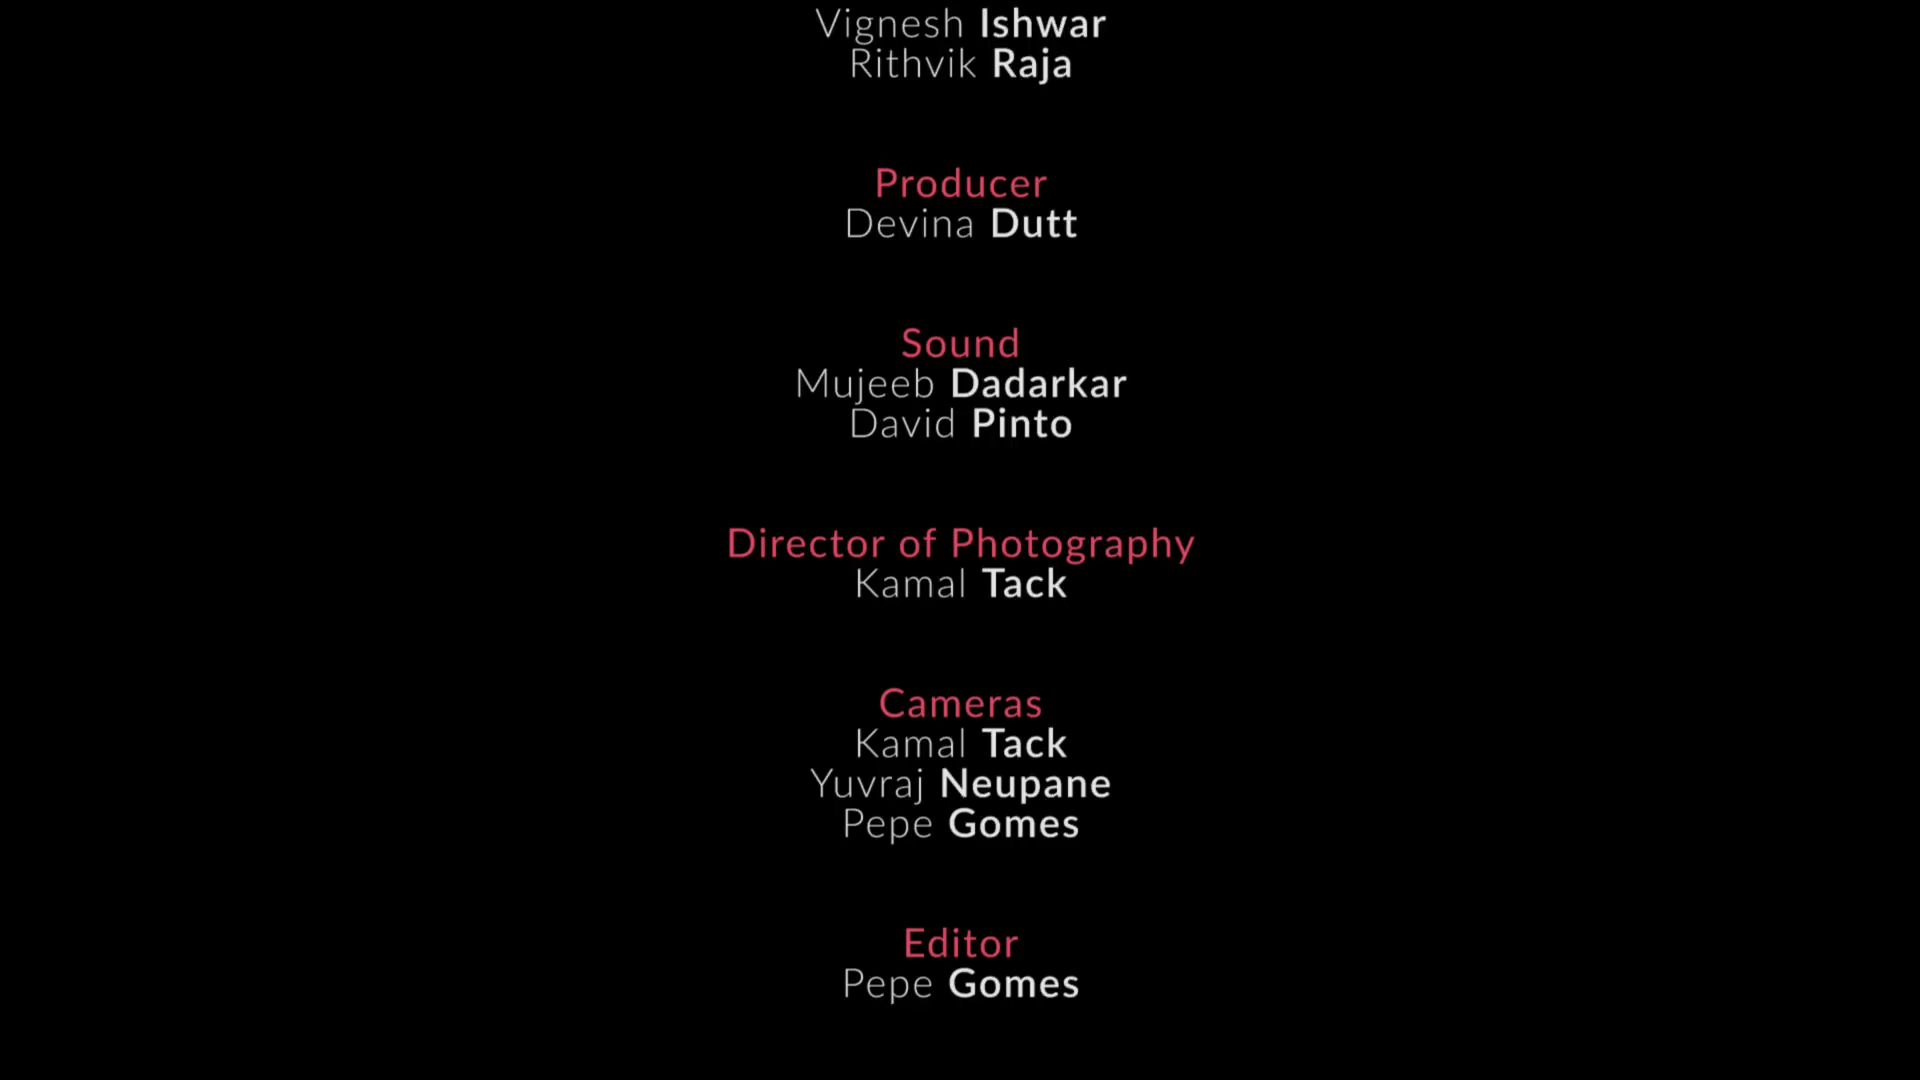 Vignesh Ishwar
Rithvik Raja
Producer
Devina Dutt
Sound
Mujeeb Dadarkar
David Pinto
Director of Photography
Kamal Tack
Cameras
Kamal Tack
Yuvraj Neupane
Pepe Gomes
Editor
Pepe Gomes